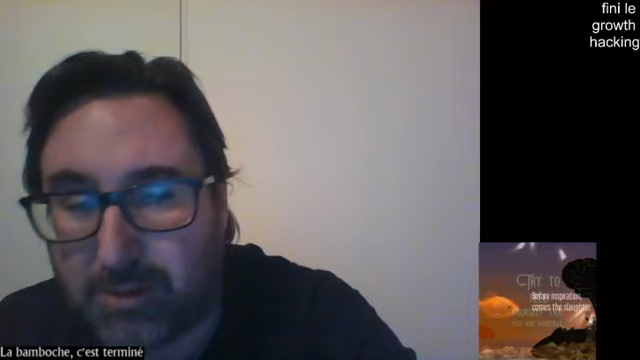 fini le
growth
hacking
TRY TO
Before inspiration
comes the slaughter
La bamboche, c'est terminé